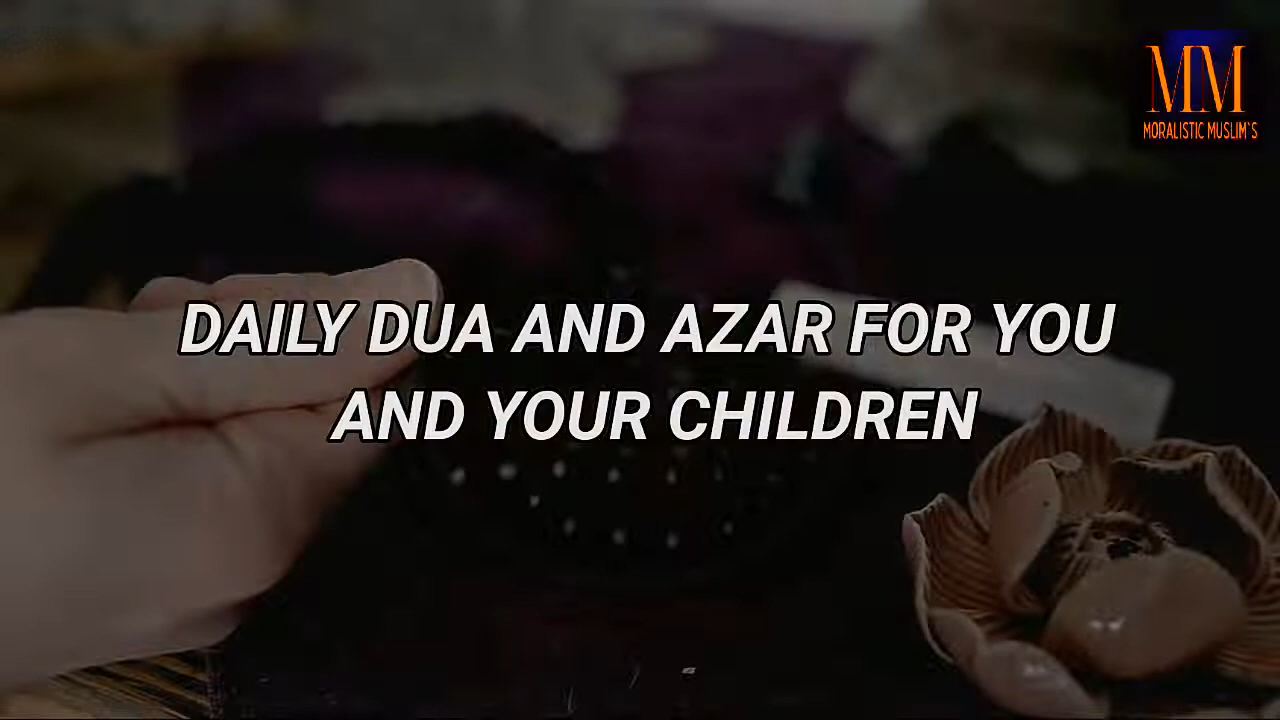 MM
MORALISTIC MUSLIM'S
DAILY DUA AND AZAR FOR YOU
AND YOUR CHILDREN